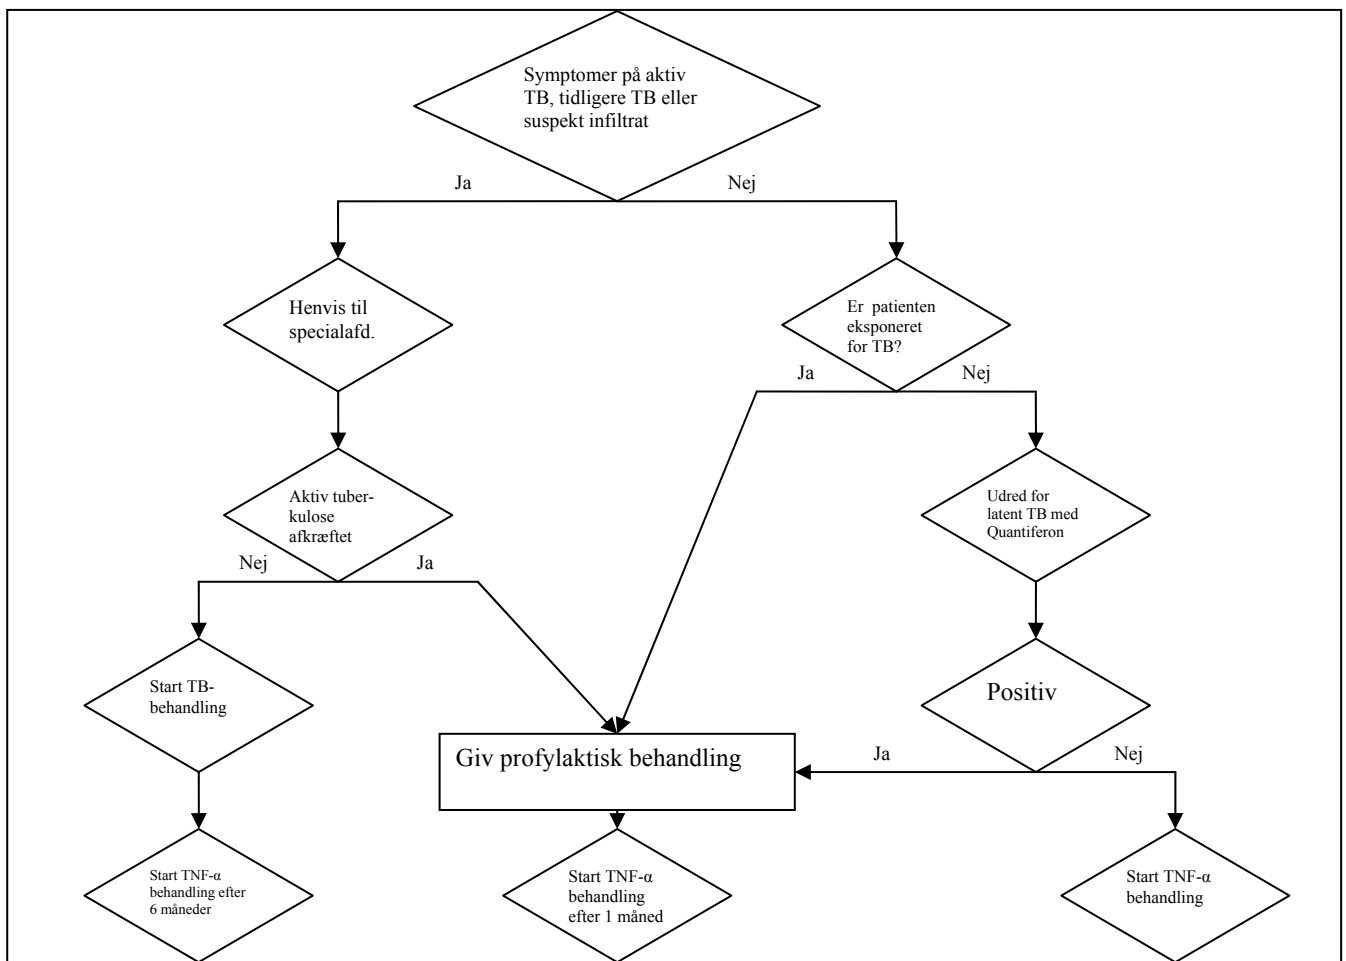 Symptomer på aktiv
TB, tidligere TB eller
suspekt infiltrat
Ja
Nej
Henvis til
specialafd.
Er patienten
eksponeret
for TB?
Ja
Nej
Aktiv tuber-
kulose
afkræftet
Udred for
latent TB med
Quantiferon
Nej
Ja
Start TB-
behandling
Positiv
Giv profylaktisk behandling
Ja
Nej
Start TNF-α
behandling efter
6 måneder
Start TNF-α
behandling
efter 1 måned
Start TNF-α
behandling